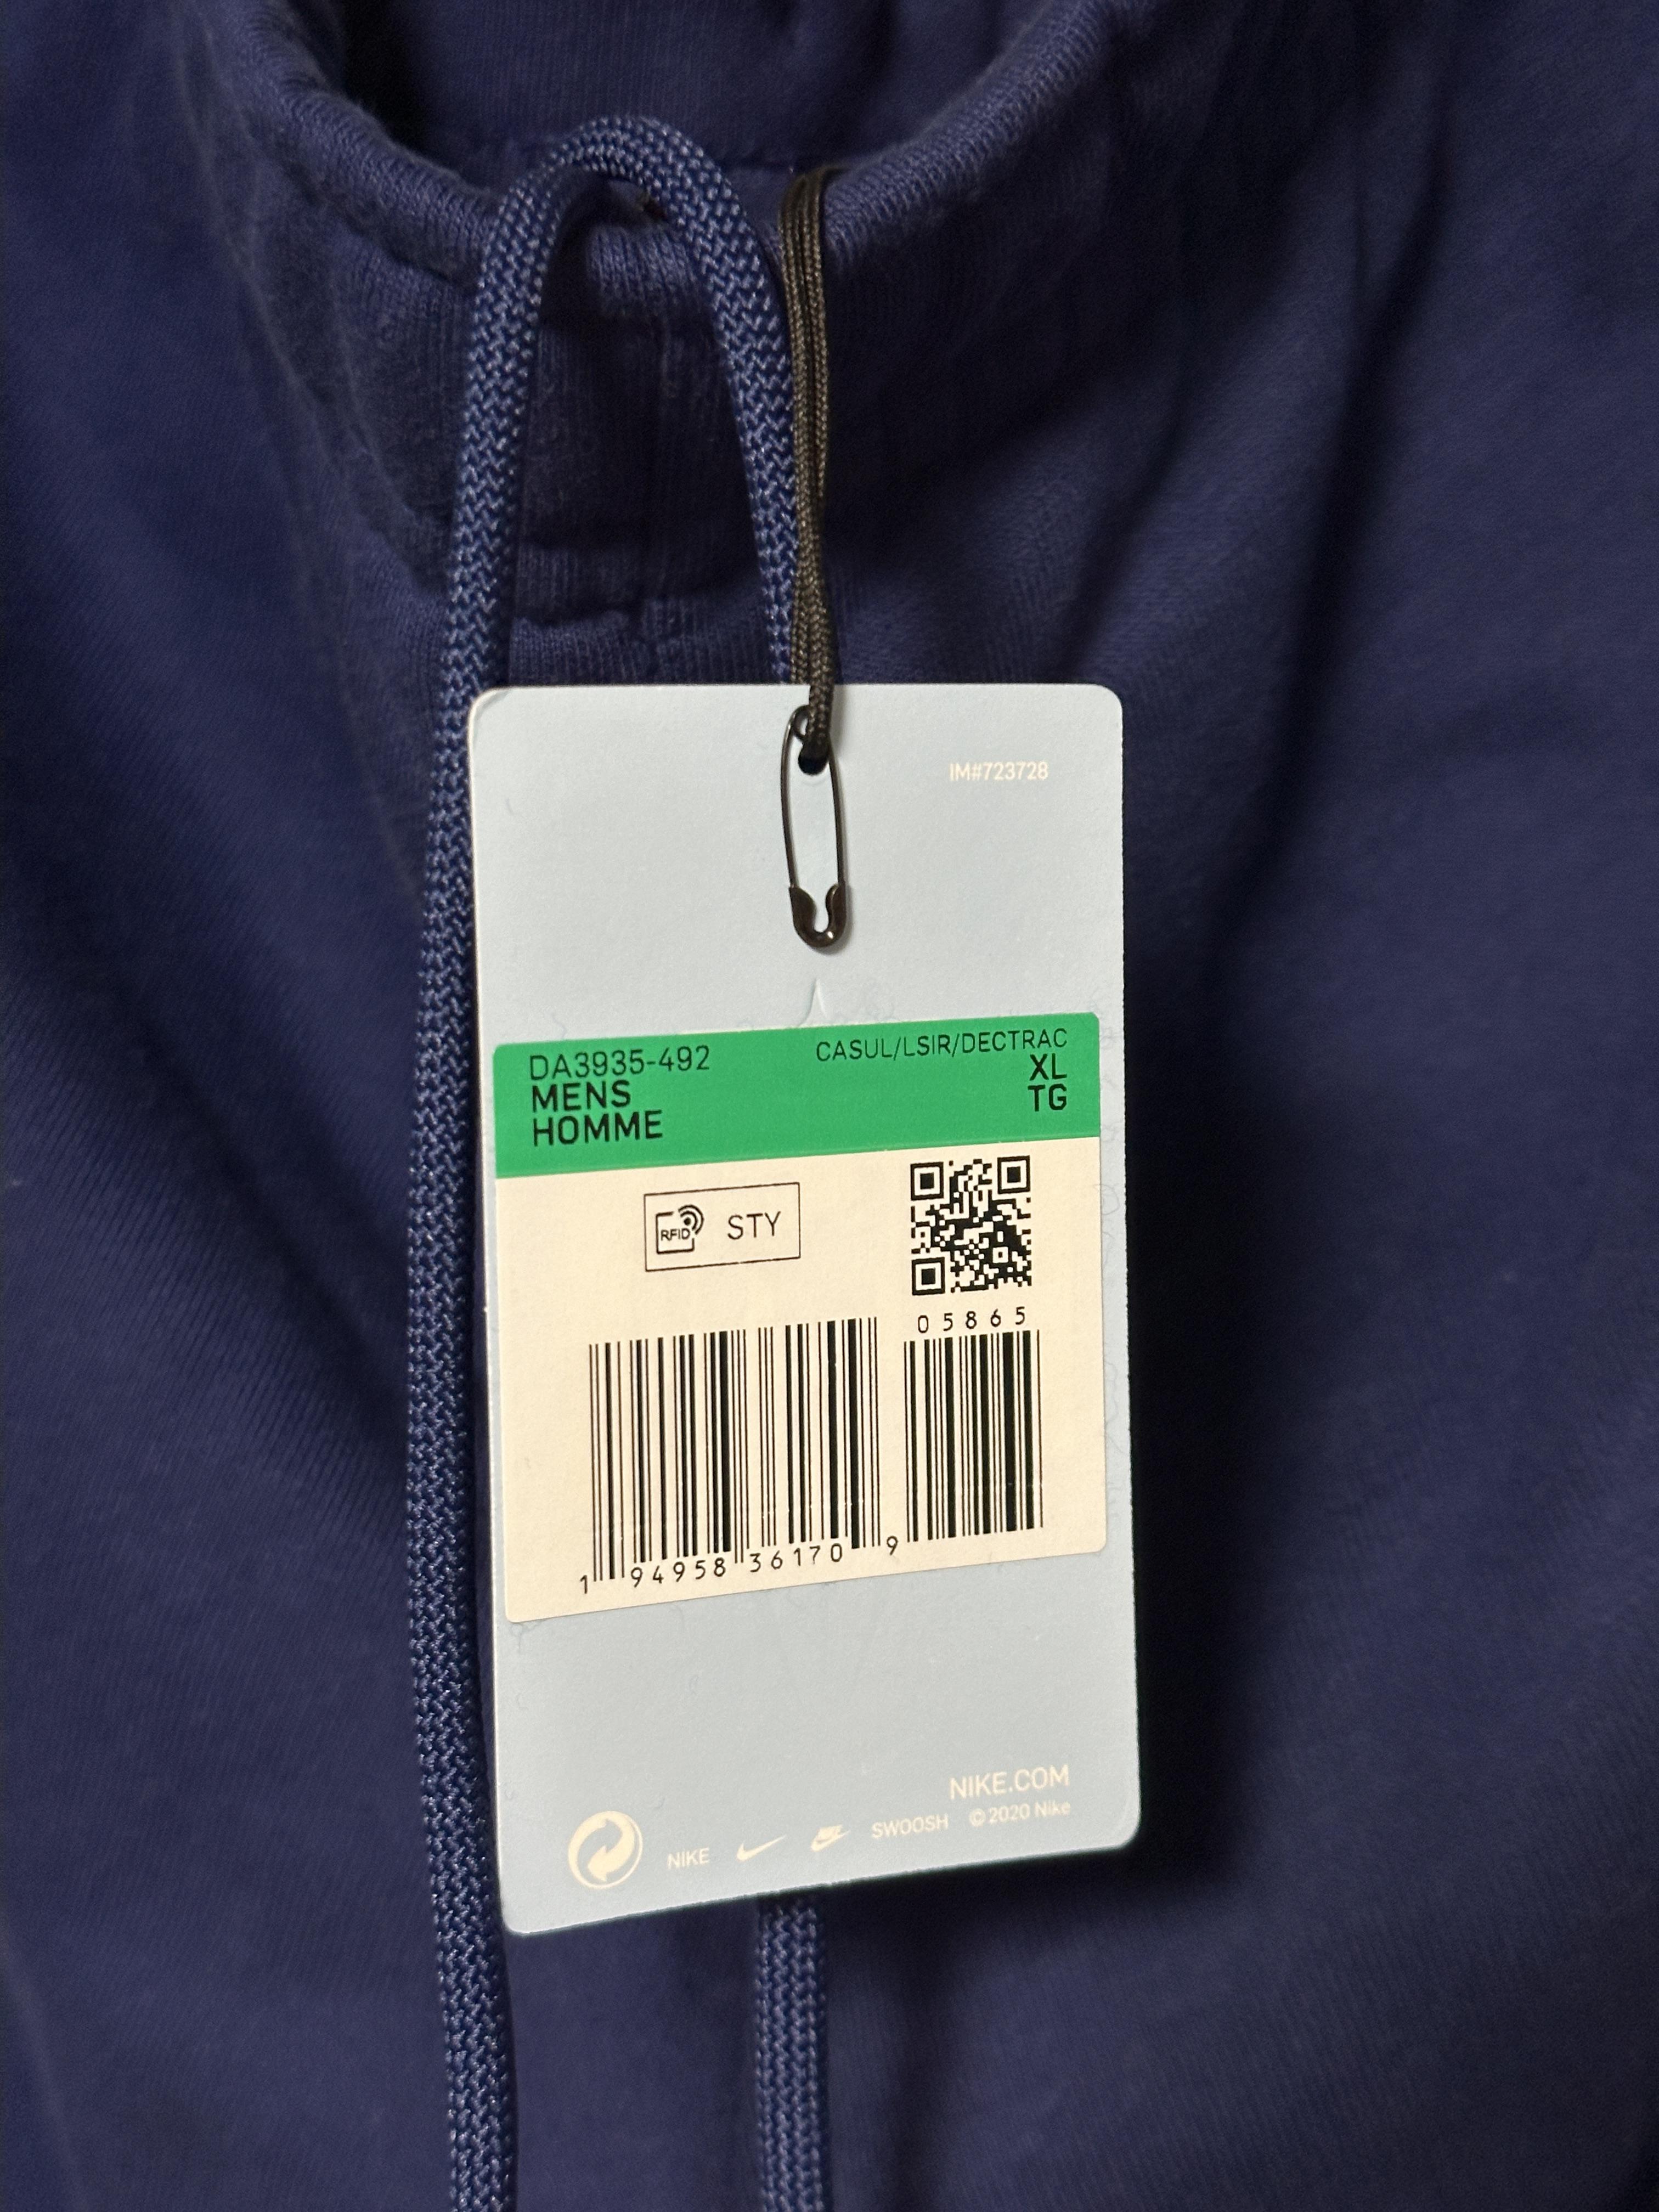 IM#723728
DA3935-492 CASUL/LSIR/DECTRAC
MENS XL
HOMME TG
RFID STY
05865
1 94958 36170 9
NIKE.COM
NIKE SWOOSH ©2020 Nike